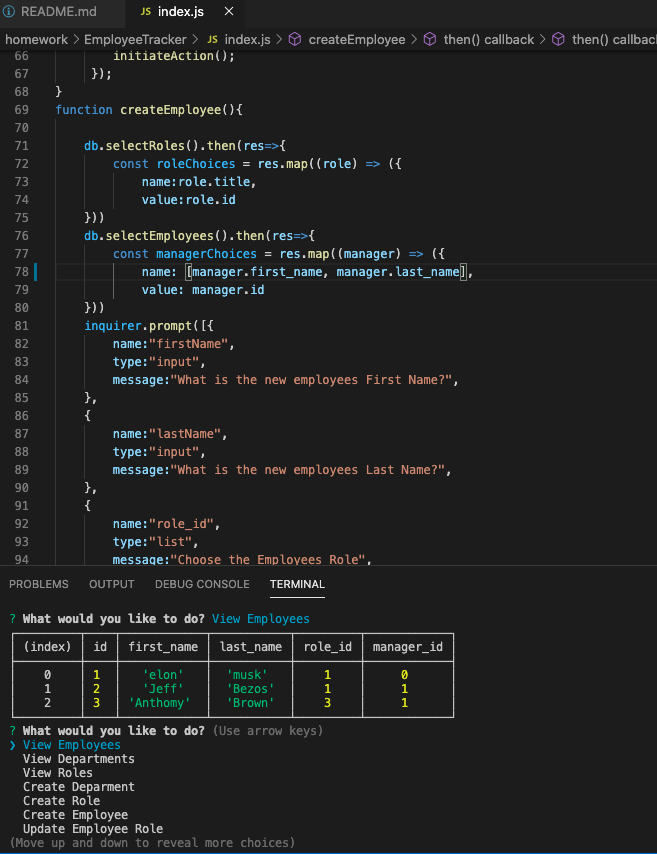 README.md JS index.js ×
homework > EmployeeTracker > JS index.js > createEmployee > then() callback > then() callbac
66 initiateAction();
67 });
68 }
69 function createEmployee(){
70
71 db.selectRoles().then(res=>{
72 const roleChoices = res.map((role) => ({
73 name:role.title,
74 value:role.id
75 }))
76 db.selectEmployees().then(res=>{
77 const managerChoices = res.map((manager) => ({
78 name: [manager.first_name, manager.last_name],
79 value: manager.id
80 }))
81 inquirer.prompt([{
82 name:"firstName",
83 type:"input",
84 message:"What is the new employees First Name?",
85 },
86 {
87 name:"lastName",
88 type:"input",
89 message:"What is the new employees Last Name?",
90 },
91 {
92 name:"role_id",
93 type:"list",
94 message:"Choose the Employees Role",
PROBLEMS OUTPUT DEBUG CONSOLE TERMINAL
? What would you like to do? View Employees
(index) id first_name last_name role_id manager_id
0 1 'elon' 'musk' 1 0
1 2 'Jeff' 'Bezos' 1 1
2 3 'Anthomy' 'Brown' 3 1
? What would you like to do? (Use arrow keys)
❯ View Employees
View Departments
View Roles
Create Deparment
Create Role
Create Employee
Update Employee Role
(Move up and down to reveal more choices)